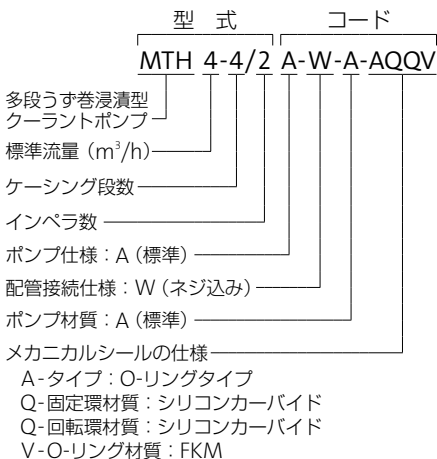 型 式 コード
MTH 4-4/2 A-W-A-AQQV
多段うず巻浸漬型
クーラントポンプ
標準流量（m³/h）
ケーシング段数
インペラ数
ポンプ仕様：A（標準）
配管接続仕様：W（ネジ込み）
ポンプ材質：A（標準）
メカニカルシールの仕様
A-タイプ：O-リングタイプ
Q-固定環材質：シリコンカーバイド
Q-回転環材質：シリコンカーバイド
V-O-リング材質：FKM